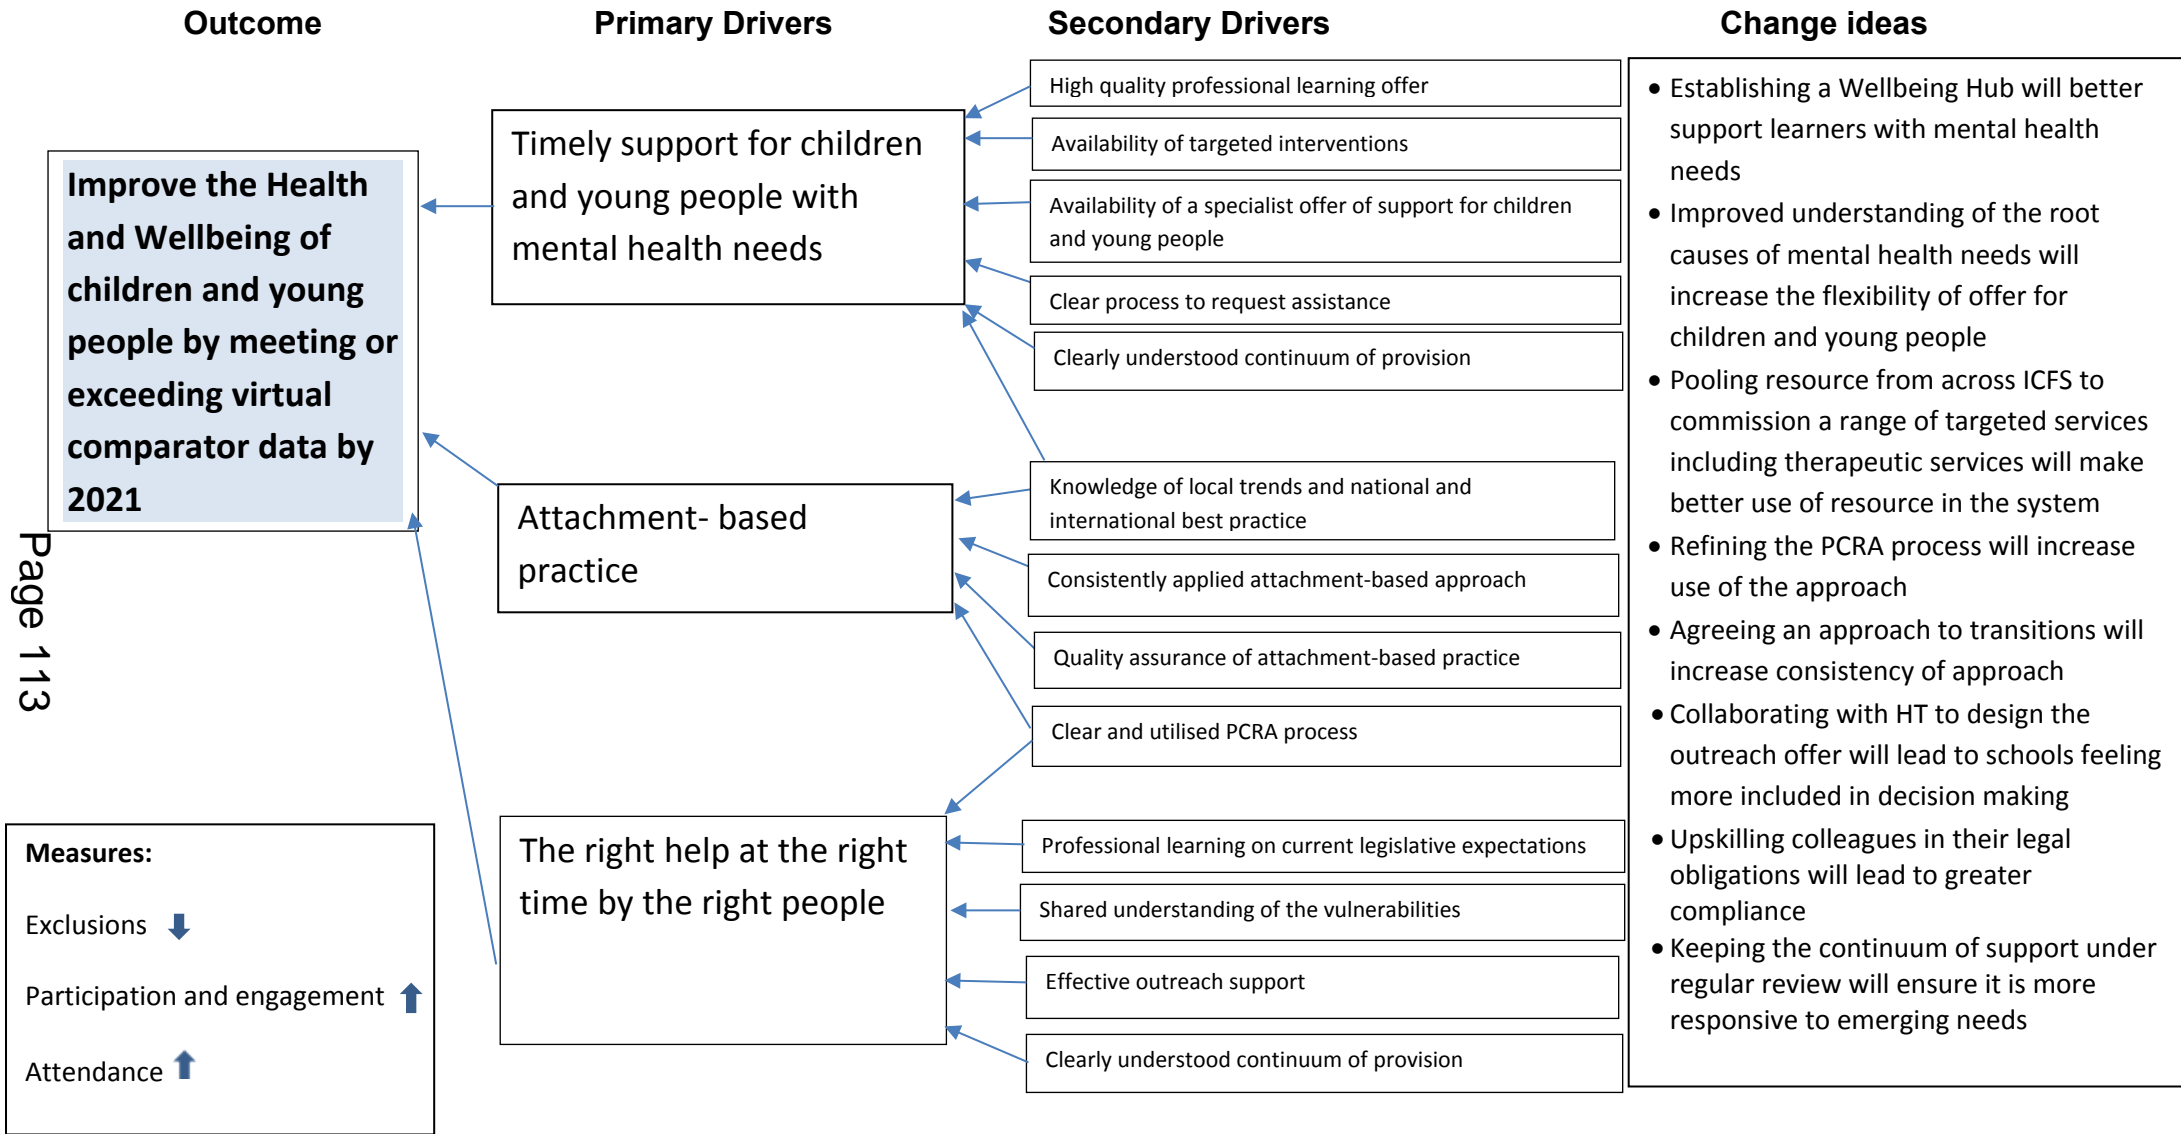 Outcome
Primary Drivers
Secondary Drivers
Change ideas
Improve the Health
and Wellbeing of
children and young
people by meeting or
exceeding virtual
comparator data by
2021
Page 113
Measures:
Exclusions
Participation and engagement
Attendance
Timely support for children
and young people with
mental health needs
Attachment- based
practice
The right help at the right
time by the right people
High quality professional learning offer
Availability of targeted interventions
Availability of a specialist offer of support for children
and young people
Clear process to request assistance
Clearly understood continuum of provision
Knowledge of local trends and national and
international best practice
Consistently applied attachment-based approach
Quality assurance of attachment-based practice
Clear and utilised PCRA process
Professional learning on current legislative expectations
Shared understanding of the vulnerabilities
Effective outreach support
Clearly understood continuum of provision
• Establishing a Wellbeing Hub will better
support learners with mental health
needs
• Improved understanding of the root
causes of mental health needs will
increase the flexibility of offer for
children and young people
• Pooling resource from across ICFS to
commission a range of targeted services
including therapeutic services will make
better use of resource in the system
• Refining the PCRA process will increase
use of the approach
• Agreeing an approach to transitions will
increase consistency of approach
• Collaborating with HT to design the
outreach offer will lead to schools feeling
more included in decision making
• Upskilling colleagues in their legal
obligations will lead to greater
compliance
• Keeping the continuum of support under
regular review will ensure it is more
responsive to emerging needs